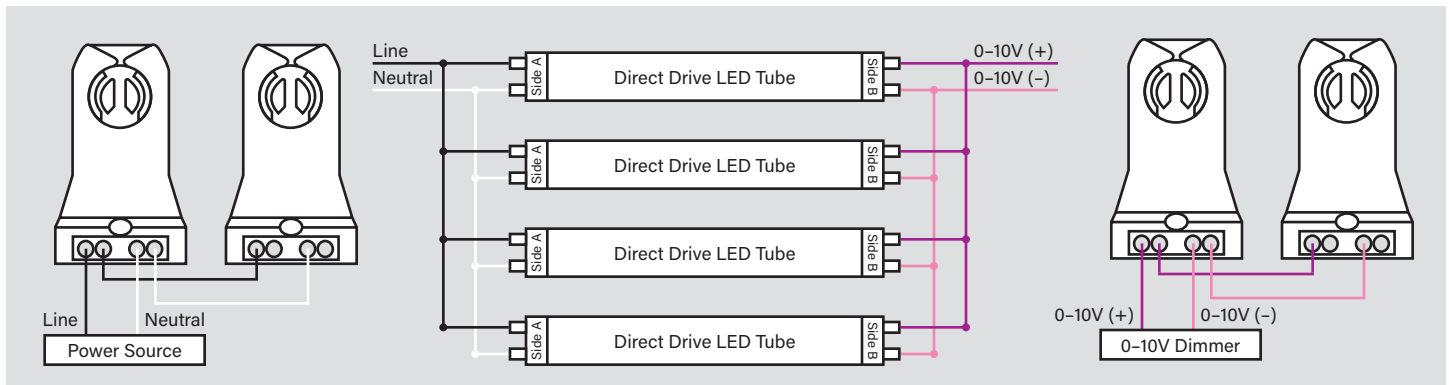 Line
Neutral
Power Source
Line
Neutral
Side A
Direct Drive LED Tube
Side B
0–10V (+)
0–10V (–)
Side A
Direct Drive LED Tube
Side B
Side A
Direct Drive LED Tube
Side B
Side A
Direct Drive LED Tube
Side B
0–10V (+)
0–10V (–)
0–10V Dimmer